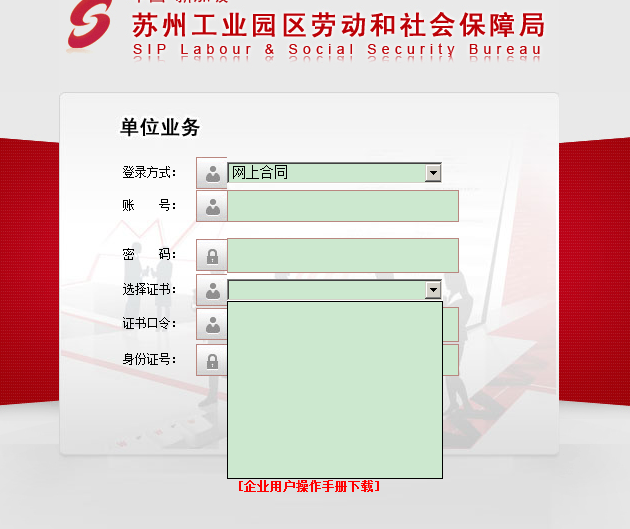 苏州工业园区劳动和社会保障局
SIP Labour & Social Security Bureau
单位业务
登录方式： 网上合同
账 号：
密 码：
选择证书：
证书口令：
身份证号：
[企业用户操作手册下载]